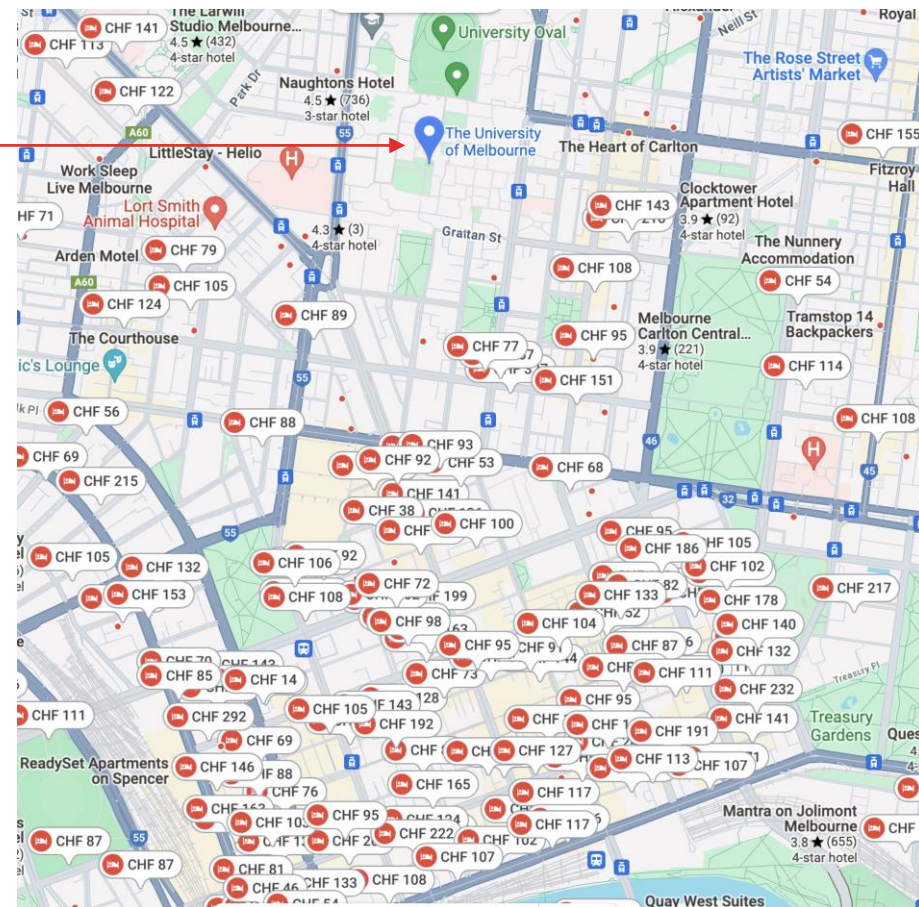 The Larwill
Studio Melbourne...
4.5 ★ (432)
4-star hotel
CHF 141
CHF 113
CHF 122
Park Dr
A60
Naughtons Hotel
4.5 ★ (736)
3-star hotel
55
University Oval
Neill St
Royal
The Rose Street
Artists' Market
The University
of Melbourne
The Heart of Carlton
CHF 155
Fitzroy
Hall
LittleStay - Helio
H
Work Sleep
Live Melbourne
Lort Smith
Animal Hospital
CHF 143
Clocktower
Apartment Hotel
3.9 ★ (92)
4-star hotel
4.3 ★ (3)
4-star hotel
Grattan St
The Nunnery
Accommodation
CHF 54
Arden Motel
CHF 79
CHF 105
A60
CHF 124
CHF 108
CHF 89
The Courthouse
CHF 77
CHF 95
Melbourne
Carlton Central...
3.9 ★ (221)
4-star hotel
Tramstop 14
Backpackers
CHF 114
CHF 151
55
CHF 56
CHF 88
CHF 108
46
H
45
CHF 69
CHF 215
CHF 93
CHF 92
CHF 53
CHF 68
32
CHF 141
CHF 38
CHF
CHF 100
55
CHF 95
CHF 186
CHF 105
CHF 102
CHF 105
CHF 132
CHF 106
CHF 153
CHF 108
CHF 72
CHF 133
CHF 178
CHF 217
CHF 98
CHF 104
CHF 140
CHF 95
CHF 87
CHF 132
CHF 85
CHF 14
CHF 73
CHF 111
CHF 232
Treasury Pl
CHF 111
CHF 292
CHF 105
CHF 192
CHF 95
CHF 191
CHF 141
Treasury
Gardens
CHF 69
CHF 127
CHF 113
CHF 107
ReadySet Apartments
on Spencer
CHF 146
CHF 76
CHF 165
CHF 117
CHF 95
CHF 222
CHF 117
CHF 102
Mantra on Jolimont
Melbourne
3.8 ★ (655)
4-star hotel
CHF
CHF 87
55
CHF 87
CHF 107
CHF 81
CHF 46
CHF 133
CHF 108
CHF 54
Quay West Suites